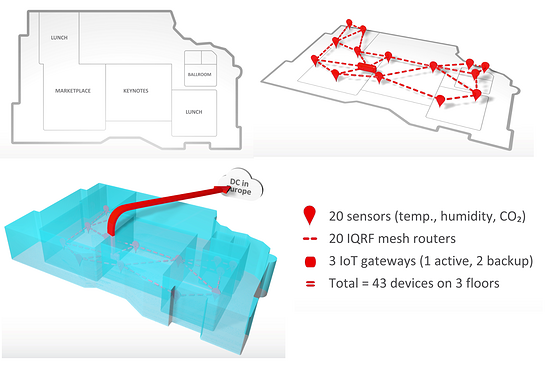 LUNCH
BALLROOM
MARKETPLACE
KEYNOTES
LUNCH
DC in
Europe
20 sensors (temp., humidity, CO₂)
20 IQRF mesh routers
3 IoT gateways (1 active, 2 backup)
= Total = 43 devices on 3 floors